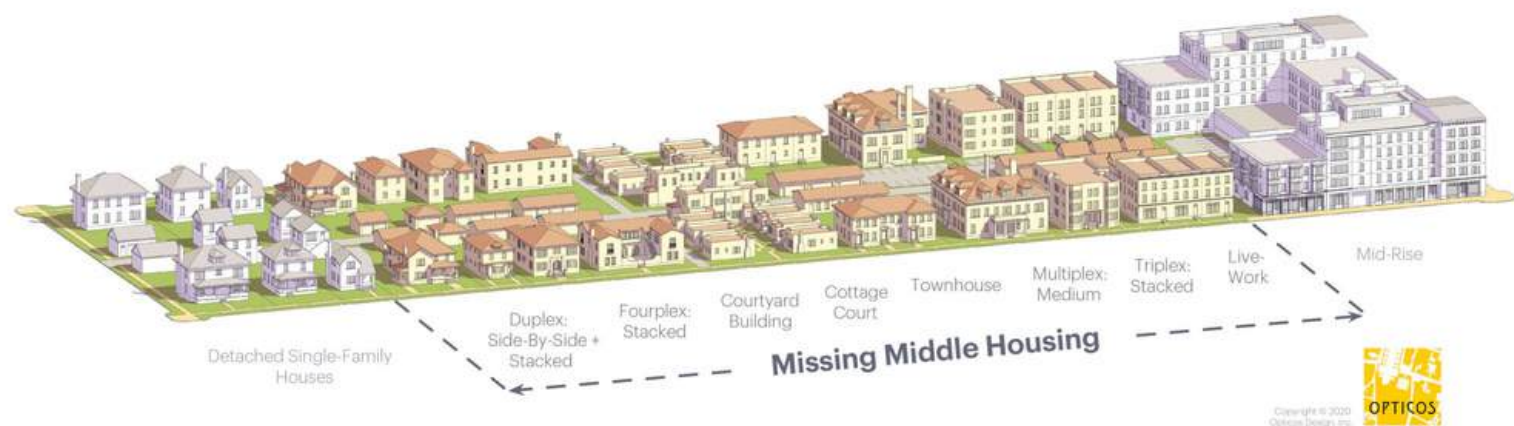 Detached Single-Family
Houses
Duplex:
Side-By-Side +
Stacked
Fourplex:
Stacked
Courtyard
Building
Cottage
Court
Townhouse
Multiplex:
Medium
Triplex:
Stacked
Live-
Work
Mid-Rise
Missing Middle Housing
Copyright © 2020
Opticos Design, Inc.
OPTICOS